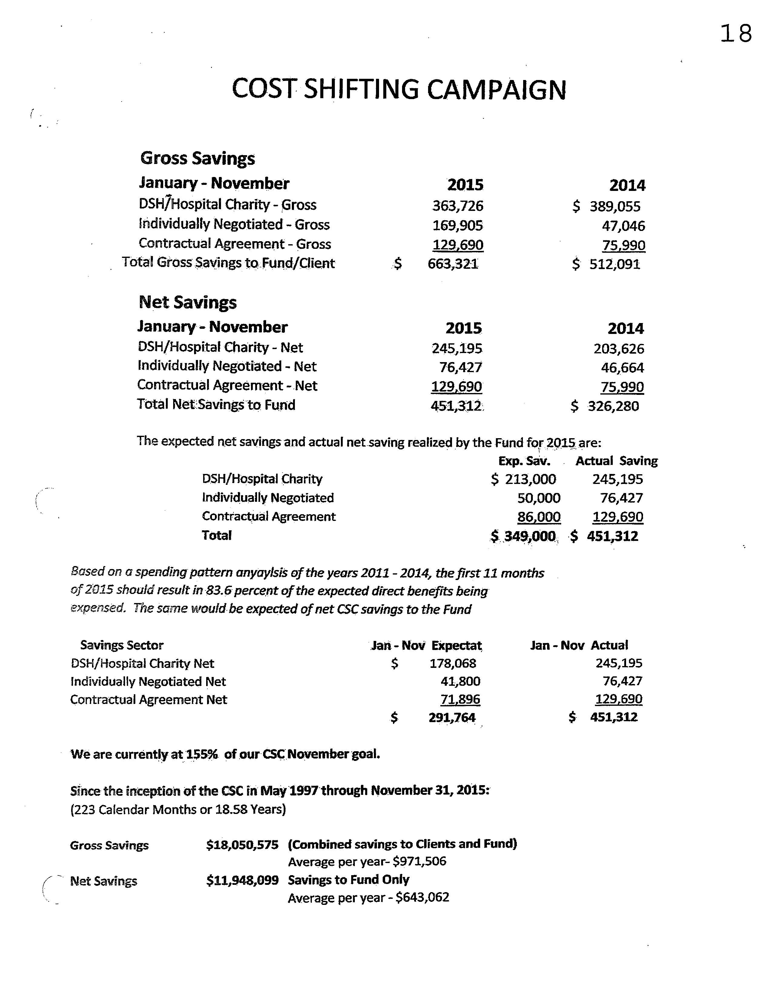 18
COST SHIFTING CAMPAIGN
Gross Savings
January - November 2015 2014
DSH/Hospital Charity - Gross 363,726 $ 389,055
Individually Negotiated - Gross 169,905 47,046
Contractual Agreement - Gross 129,690 75,990
Total Gross Savings to Fund/Client $ 663,321 $ 512,091
Net Savings
January - November 2015 2014
DSH/Hospital Charity - Net 245,195 203,626
Individually Negotiated - Net 76,427 46,664
Contractual Agreement - Net 129,690 75,990
Total Net Savings to Fund 451,312 $ 326,280
The expected net savings and actual net saving realized by the Fund for 2015 are:
Exp. Sav. Actual Saving
DSH/Hospital Charity $ 213,000 245,195
Individually Negotiated 50,000 76,427
Contractual Agreement 86,000 129,690
Total $ 349,000 $ 451,312
Based on a spending pattern anyaylsis of the years 2011 - 2014, the first 11 months
of 2015 should result in 83.6 percent of the expected direct benefits being
expensed. The same would be expected of net CSC savings to the Fund
Savings Sector Jan - Nov Expectat Jan - Nov Actual
DSH/Hospital Charity Net $ 178,068 245,195
Individually Negotiated Net 41,800 76,427
Contractual Agreement Net 71,896 129,690
$ 291,764 $ 451,312
We are currently at 155% of our CSC November goal.
Since the inception of the CSC in May 1997 through November 31, 2015:
(223 Calendar Months or 18.58 Years)
Gross Savings $18,050,575 (Combined savings to Clients and Fund)
Average per year- $971,506
Net Savings $11,948,099 Savings to Fund Only
Average per year - $643,062